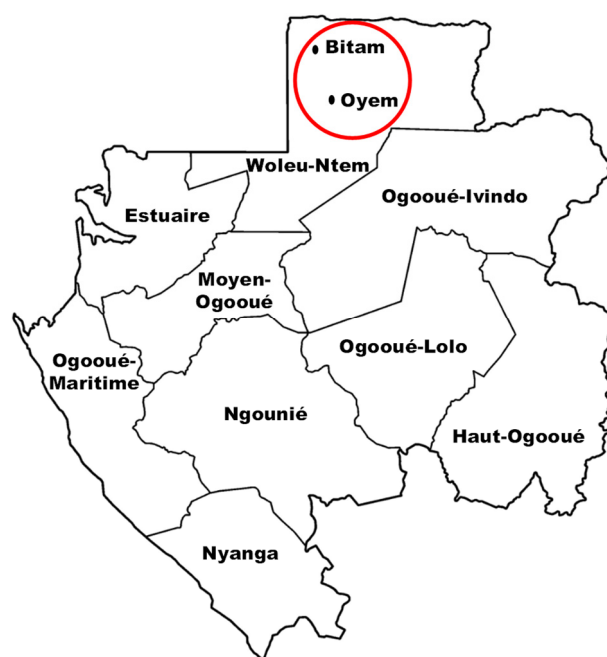 Bitam
Oyem
Woleu-Ntem
Ogooué-Ivindo
Estuaire
Moyen-
Ogooué
Ogooué-
Maritime
Ogooué-Lolo
Ngounié
Haut-Ogooué
Nyanga